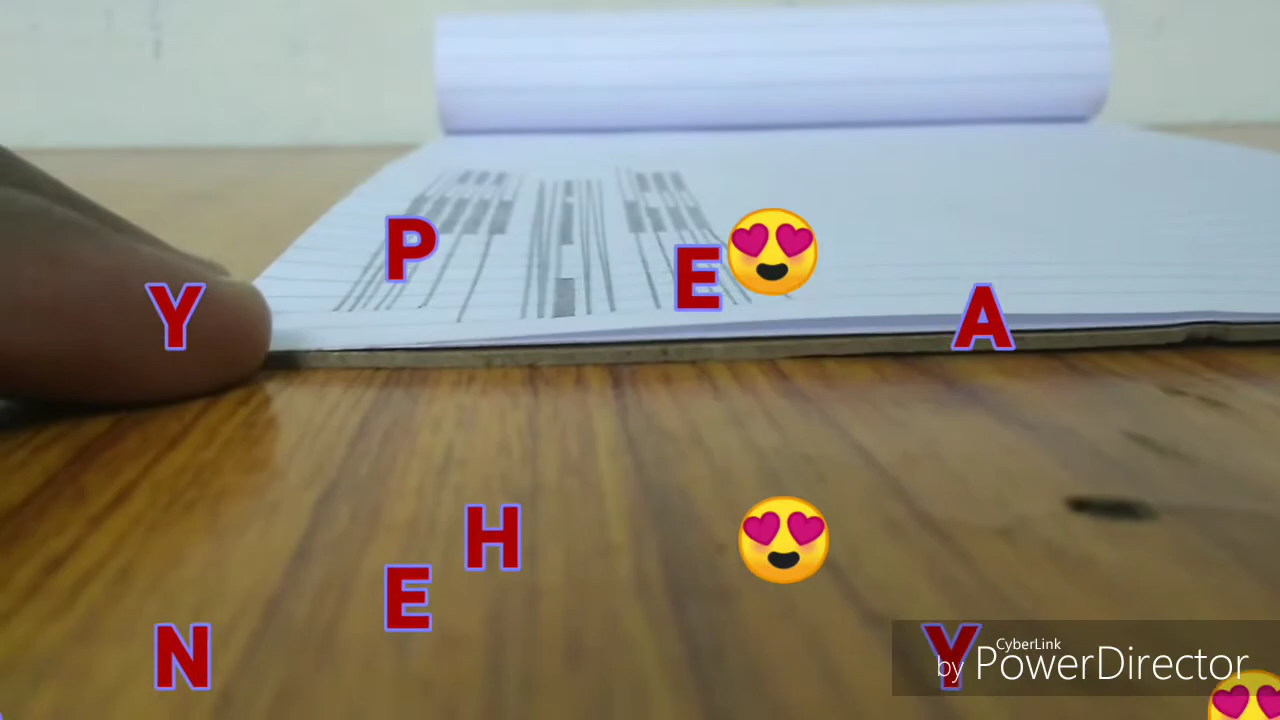 P
E 😍
Y
A
H
😍
E
N
Y
CyberLink
by PowerDirector